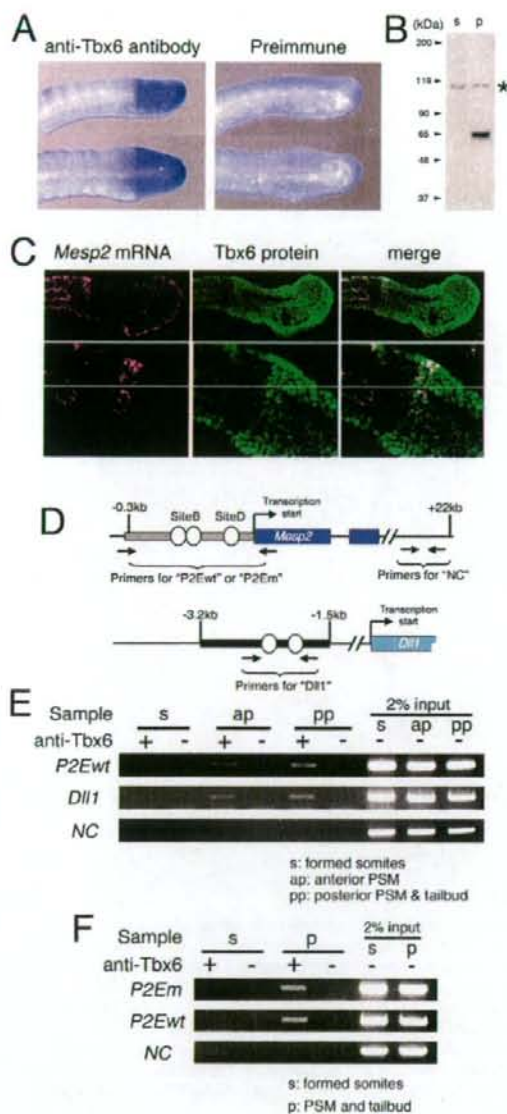 A
anti-Tbx6 antibody
Preimmune
B
(kDa) s p
200
119
*
90
65
48
37
C
Mesp2 mRNA
Tbx6 protein
merge
D
-0.3kb
SiteB
SiteD
Transcription
start
+22kb
Mesp2
Primers for "P2Ewt" or "P2Em"
Primers for "NC"
-3.2kb
-1.5kb
Transcription
start
Dll1
Primers for "Dll1"
E
Sample s ap pp 2% input
s ap pp
anti-Tbx6 + - + - + - - - -
P2Ewt
Dll1
NC
s: formed somites
ap: anterior PSM
pp: posterior PSM & tailbud
F
Sample s p 2% input
s p
anti-Tbx6 + - + - - -
P2Em
P2Ewt
NC
s: formed somites
p: PSM and tailbud